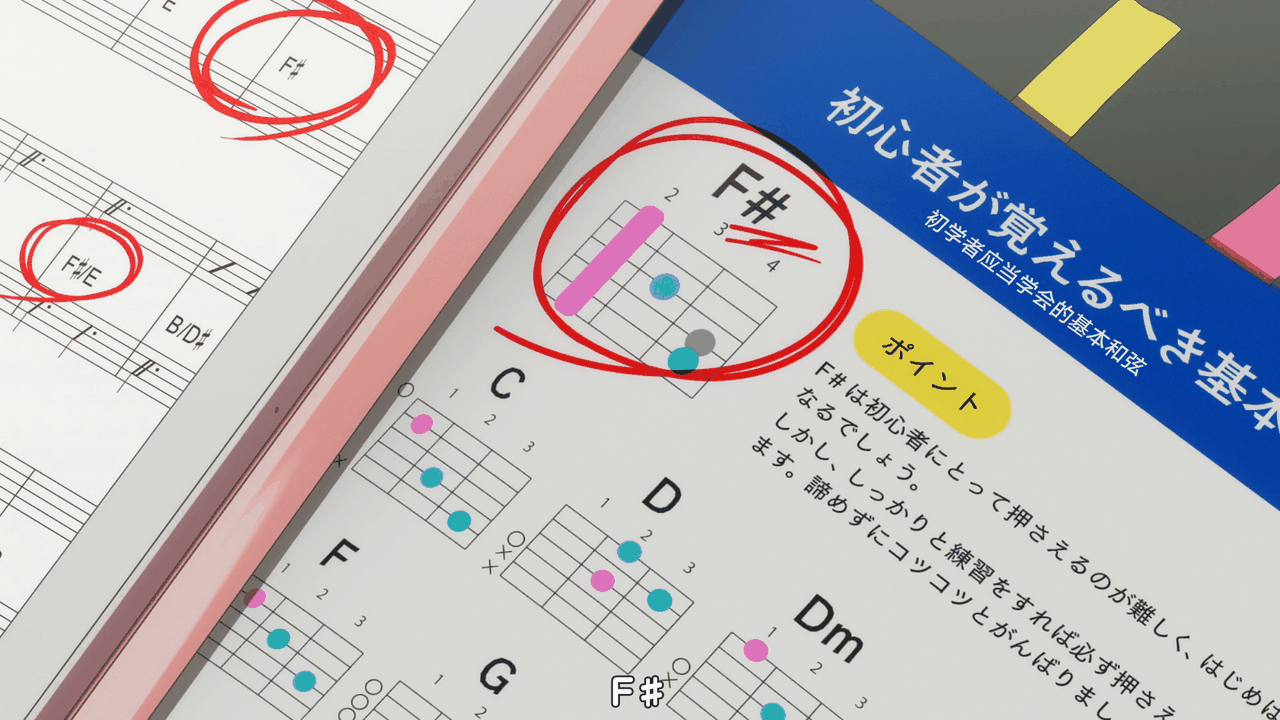 E
F♯
F♯/E
B/D♯
初心者が覚えるべき基本
初学者应当学会的基本和弦
F#
2
3
4
ポイント
F#は初心者にとって押さえるのが難しく、はじめは
なるでしょう。
しかし、しっかりと練習をすれば必ず押さえ
ます。諦めずにコツコツとがんばりまし
C
1 2 3
D
1 2 3
F
1 2 3
G
1 2
Dm
1 2 3
F#